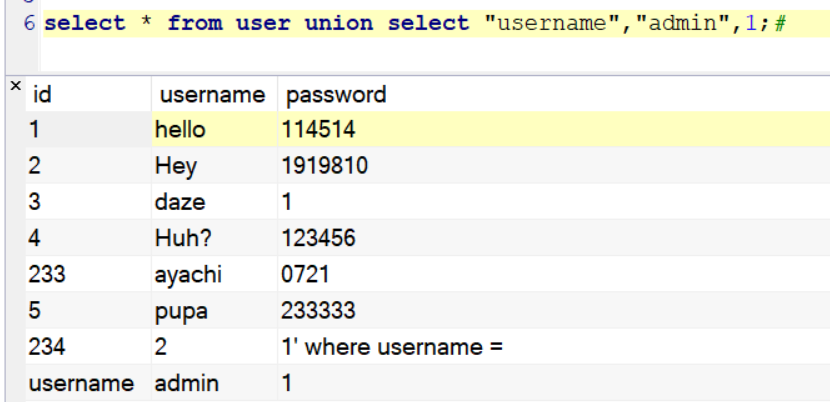 6 select * from user union select "username","admin",1;#
× id username password
1 hello 114514
2 Hey 1919810
3 daze 1
4 Huh? 123456
233 ayachi 0721
5 pupa 233333
234 2 1' where username =
username admin 1